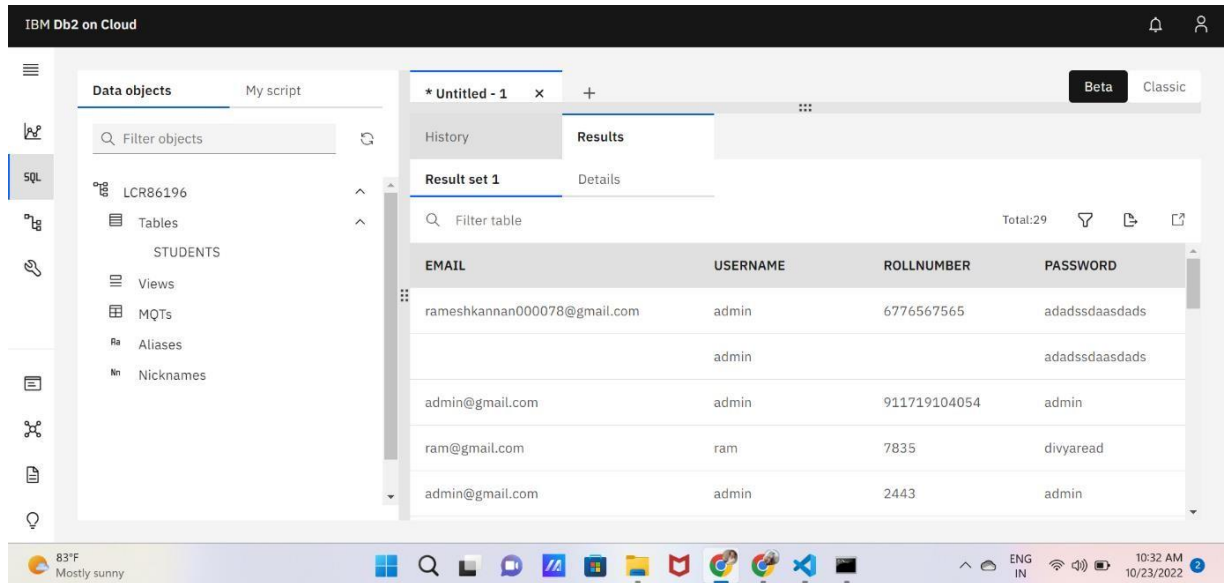 IBM Db2 on Cloud
Data objects
My script
* Untitled - 1
Beta
Classic
Filter objects
History
Results
SQL
Result set 1
Details
LCR86196
Filter table
Total:29
Tables
STUDENTS
EMAIL USERNAME ROLLNUMBER PASSWORD
Views
rameshkannan000078@gmail.com admin 6776567565 adadssdaasdads
MQTs
Ra Aliases
admin adadssdaasdads
Nn Nicknames
admin@gmail.com admin 911719104054 admin
ram@gmail.com ram 7835 divyaread
admin@gmail.com admin 2443 admin
83°F
Mostly sunny
ENG
IN
10:32 AM
10/23/2022
2